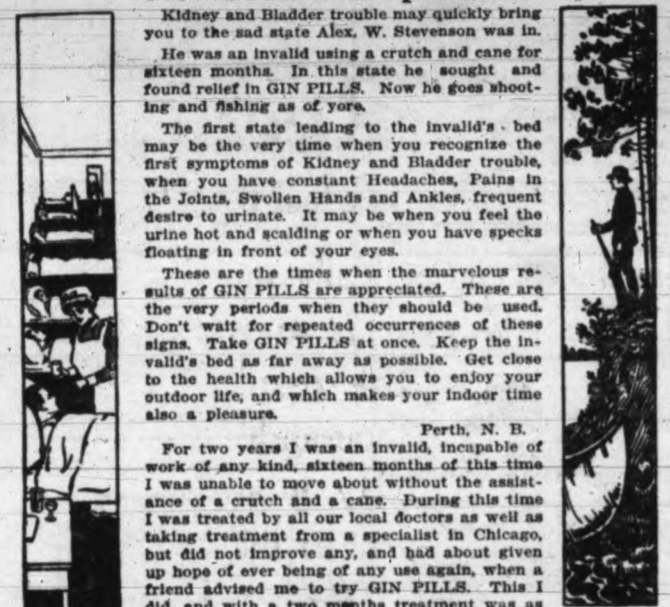 Kidney and Bladder trouble may quickly bring
you to the sad state Alex. W. Stevenson was in.
He was an invalid using a crutch and cane for
sixteen months. In this state he sought and
found relief in GIN PILLS. Now he goes shoot-
ing and fishing as of yore.
The first state leading to the invalid's bed
may be the very time when you recognize the
first symptoms of Kidney and Bladder trouble,
when you have constant Headaches, Pains in
the Joints, Swollen Hands and Ankles, frequent
desire to urinate. It may be when you feel the
urine hot and scalding or when you have specks
floating in front of your eyes.
These are the times when the marvelous re-
sults of GIN PILLS are appreciated. These are
the very periods when they should be used.
Don't wait for repeated occurrences of these
signs. Take GIN PILLS at once. Keep the in-
valid's bed as far away as possible. Get close
to the health which allows you to enjoy your
outdoor life, and which makes your indoor time
also a pleasure.
Perth, N. B.
For two years I was an invalid, incapable of
work of any kind, sixteen months of this time
I was unable to move about without the assist-
ance of a crutch and a cane. During this time
I was treated by all our local doctors as well as
taking treatment from a specialist in Chicago,
but did not improve any, and had about given
up hope of ever being of any use again, when a
friend advised me to try GIN PILLS. This I
did, and with a two months treatment was as